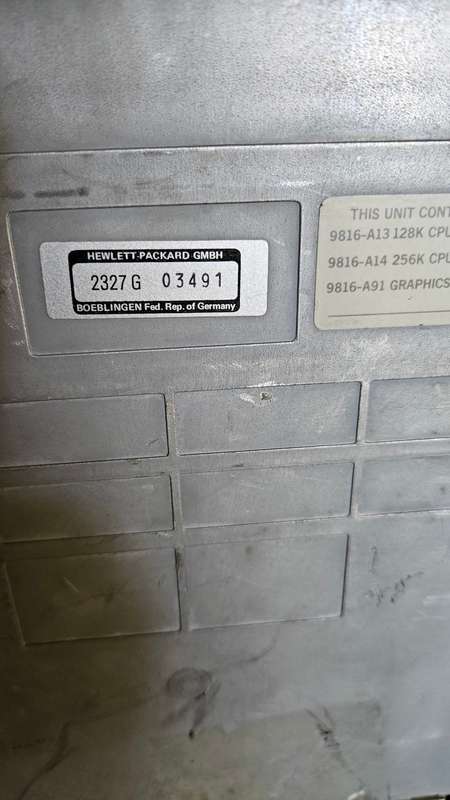 HEWLETT-PACKARD GMBH
2327 G 03491
BOEBLINGEN Fed. Rep. of Germany
THIS UNIT CONT
9816-A13 128K CPU
9816-A14 256K CPU
9816-A91 GRAPHICS